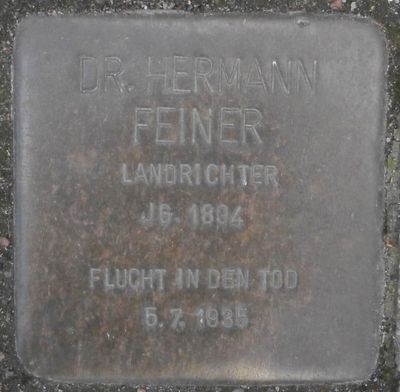 DR. HERMANN
FEINER
LANDRICHTER
JG. 1894
FLUCHT IN DEN TOD
5.7.1935